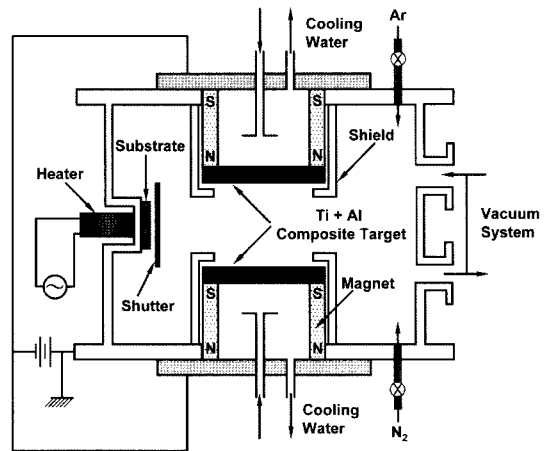 Cooling
Water
Ar
S
S
Substrate
Shield
Heater
N
N
Ti + Al
Composite Target
Vacuum
System
Shutter
S
S
Magnet
N
N
Cooling
Water
N₂